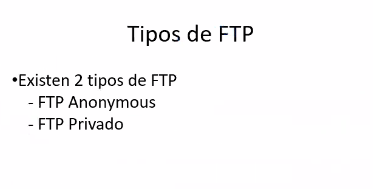 Tipos de FTP
•Existen 2 tipos de FTP
- FTP Anonymous
- FTP Privado